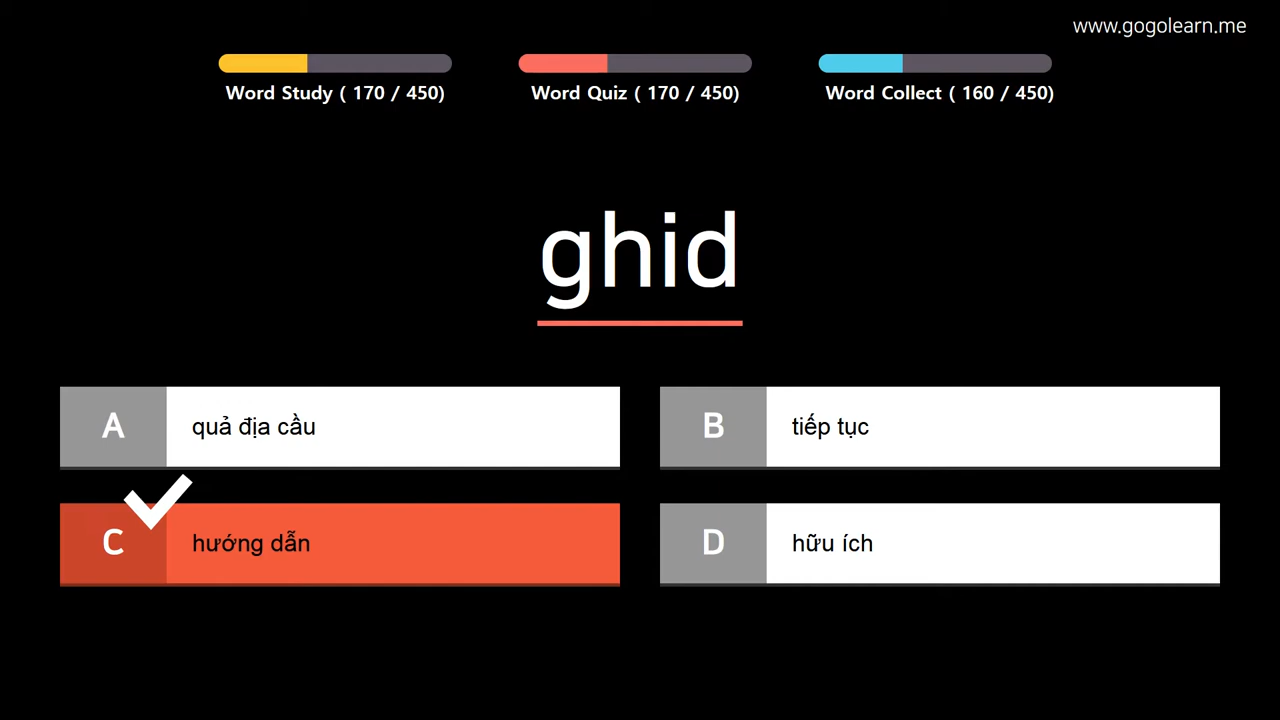 www.gogolearn.me
Word Study ( 170 / 450)
Word Quiz ( 170 / 450)
Word Collect ( 160 / 450)
ghid
A quả địa cầu
B tiếp tục
C hướng dẫn
D hữu ích